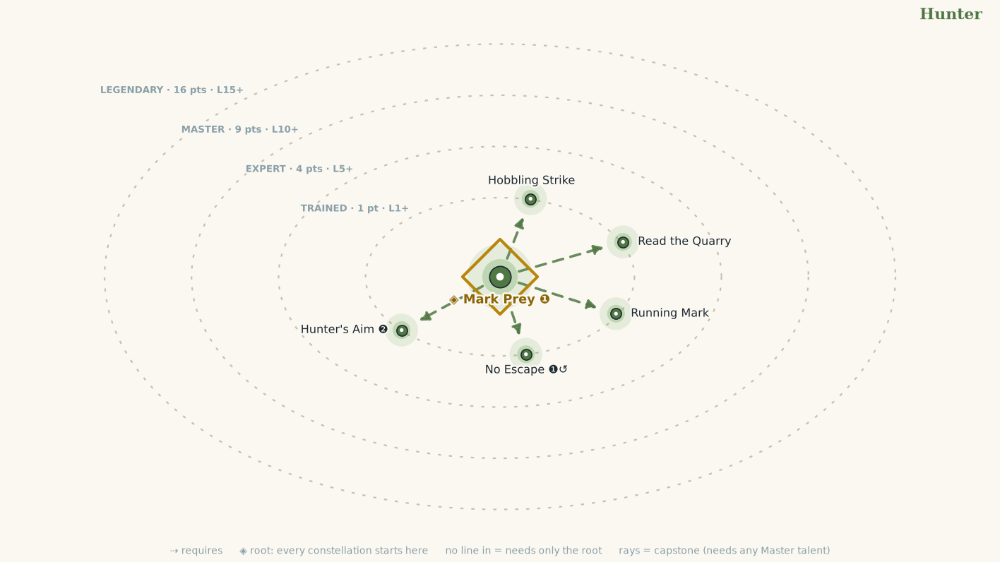 Hunter
LEGENDARY · 16 pts · L15+
MASTER · 9 pts · L10+
EXPERT · 4 pts · L5+
Hobbling Strike
TRAINED · 1 pt · L1+
Read the Quarry
◈ Mark Prey ❶
Running Mark
Hunter's Aim ❷
No Escape ❶↺
⇢ requires ◈ root: every constellation starts here no line in = needs only the root rays = capstone (needs any Master talent)